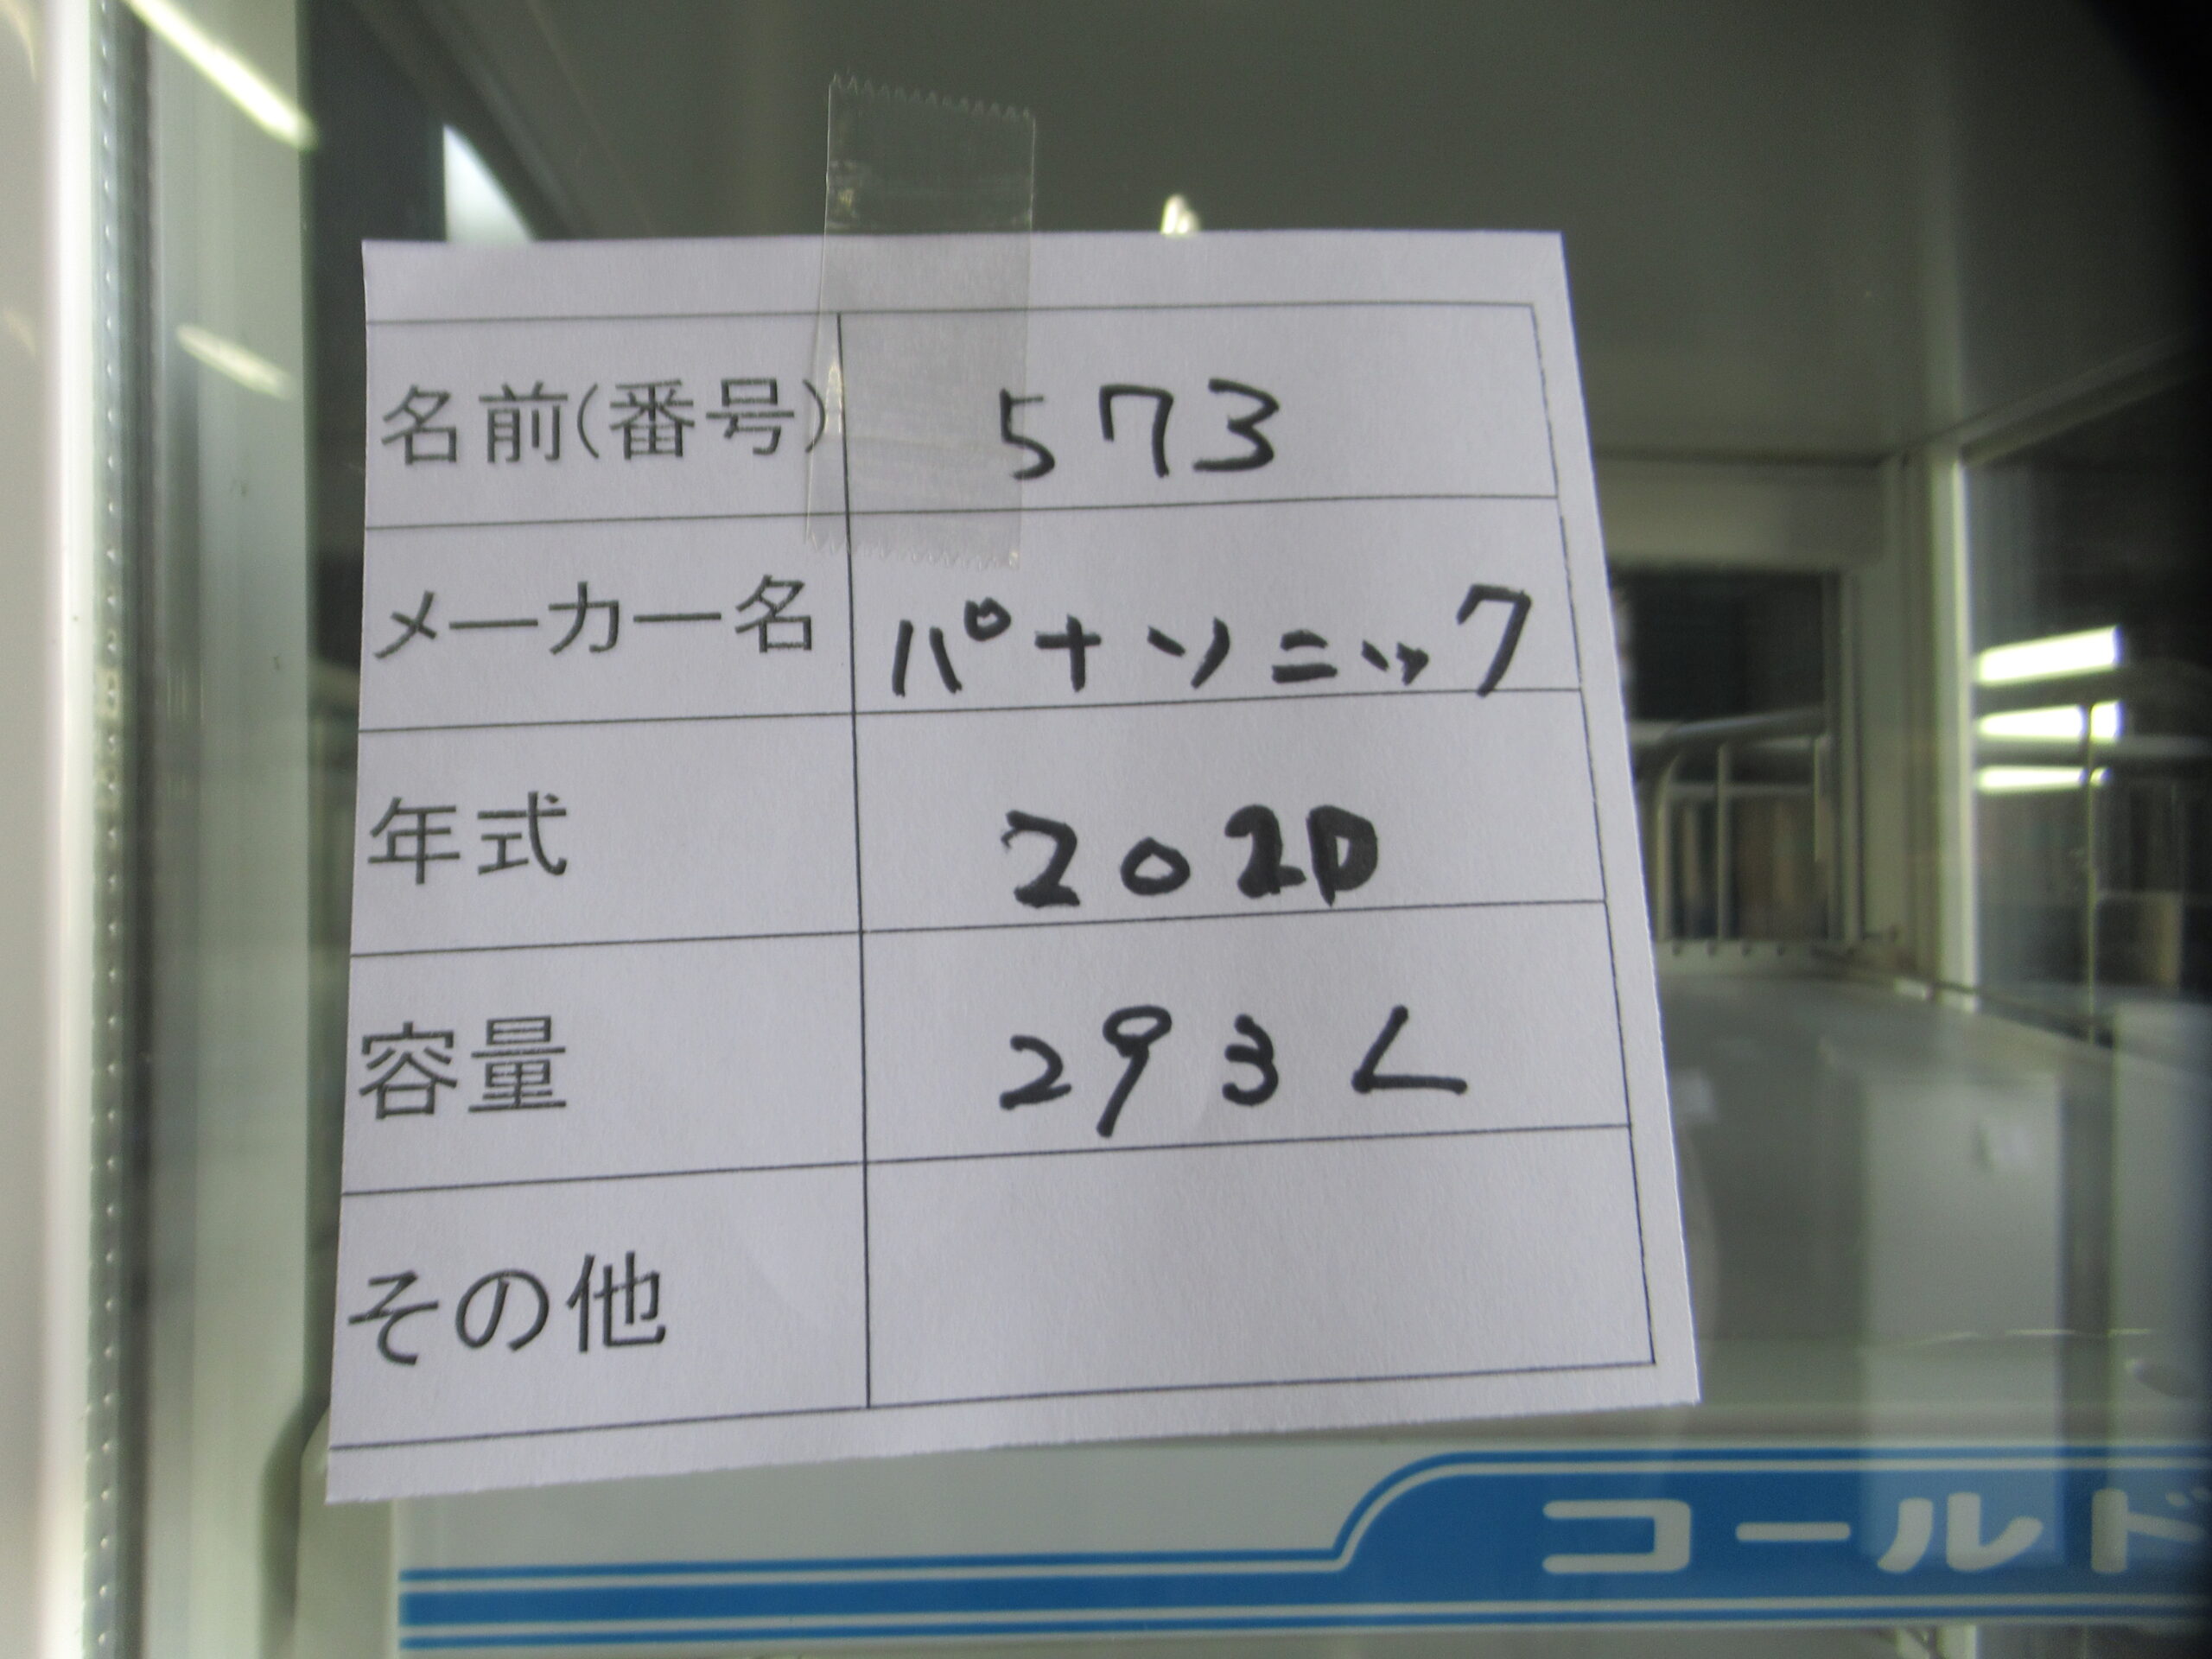 名前(番号) 573
メーカー名 パナソニック
年式 2020
容量 293L
その他
コールド